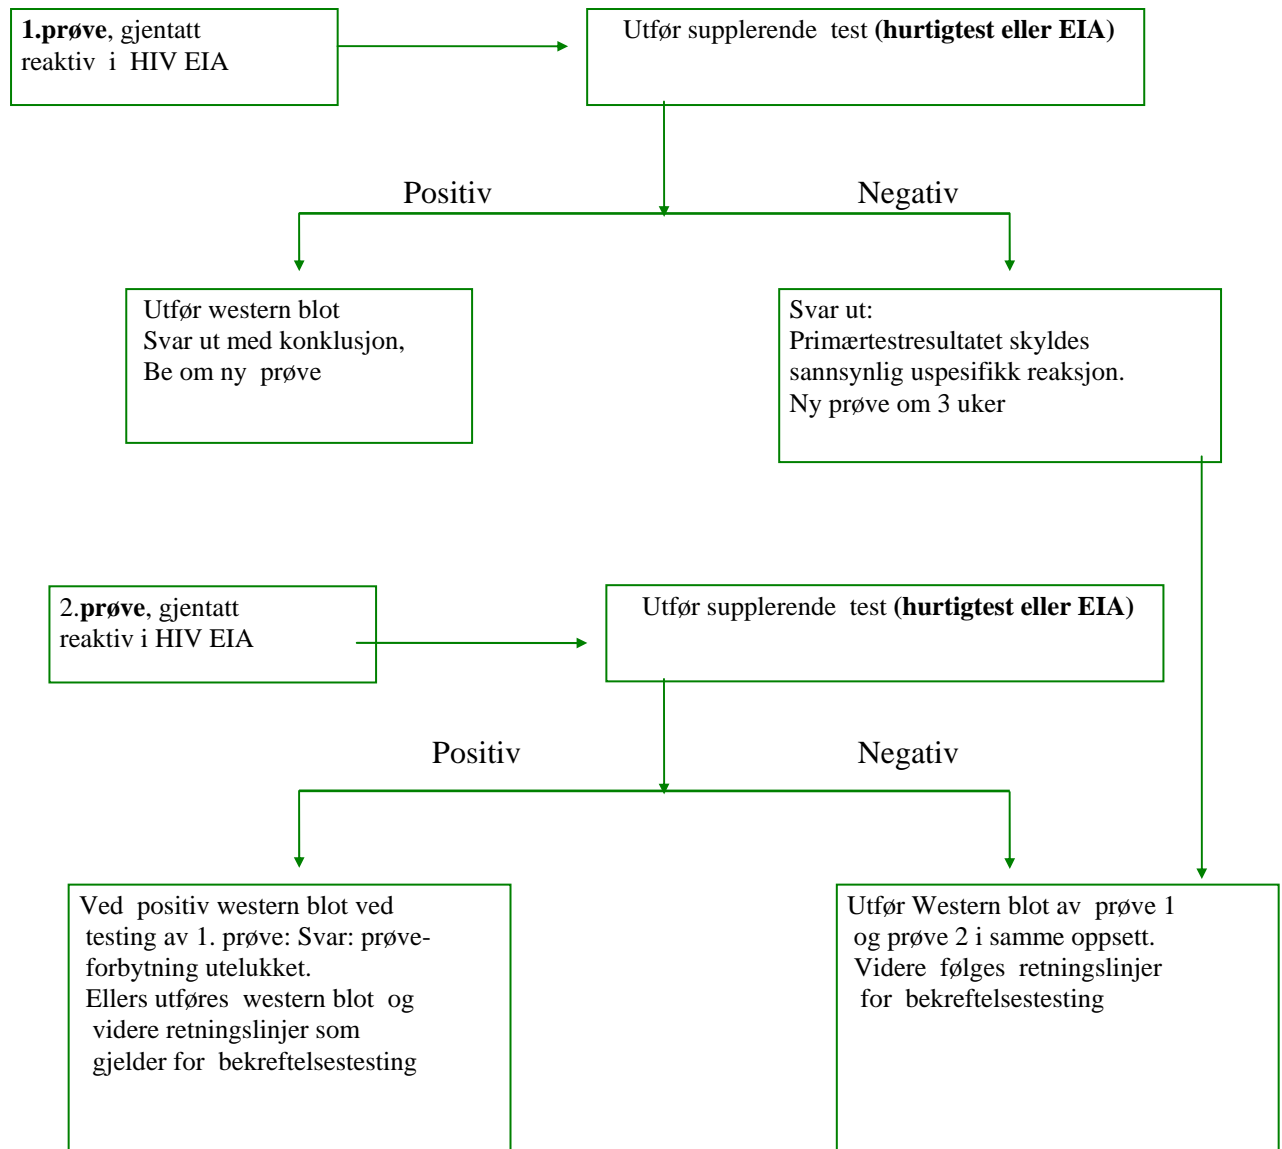 1.prøve, gjentatt
reaktiv i HIV EIA
Utfør supplerende test (hurtigtest eller EIA)
Positiv
Negativ
Utfør western blot
Svar ut med konklusjon,
Be om ny prøve
Svar ut:
Primærtestresultatet skyldes
sannsynlig uspesifikk reaksjon.
Ny prøve om 3 uker
2.prøve, gjentatt
reaktiv i HIV EIA
Utfør supplerende test (hurtigtest eller EIA)
Positiv
Negativ
Ved positiv western blot ved
testing av 1. prøve: Svar: prøve-
forbytning utelukket.
Ellers utføres western blot og
videre retningslinjer som
gjelder for bekreftelsestesting
Utfør Western blot av prøve 1
og prøve 2 i samme oppsett.
Videre følges retningslinjer
for bekreftelsestesting